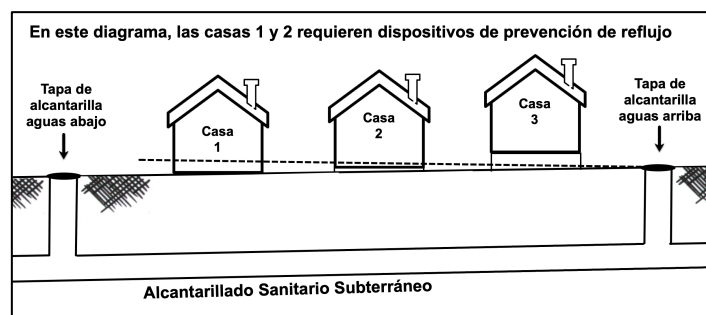 En este diagrama, las casas 1 y 2 requieren dispositivos de prevención de reflujo
Tapa de
alcantarilla
aguas abajo
Casa
1
Casa
2
Casa
3
Tapa de
alcantarilla
aguas arriba
Alcantarillado Sanitario Subterráneo